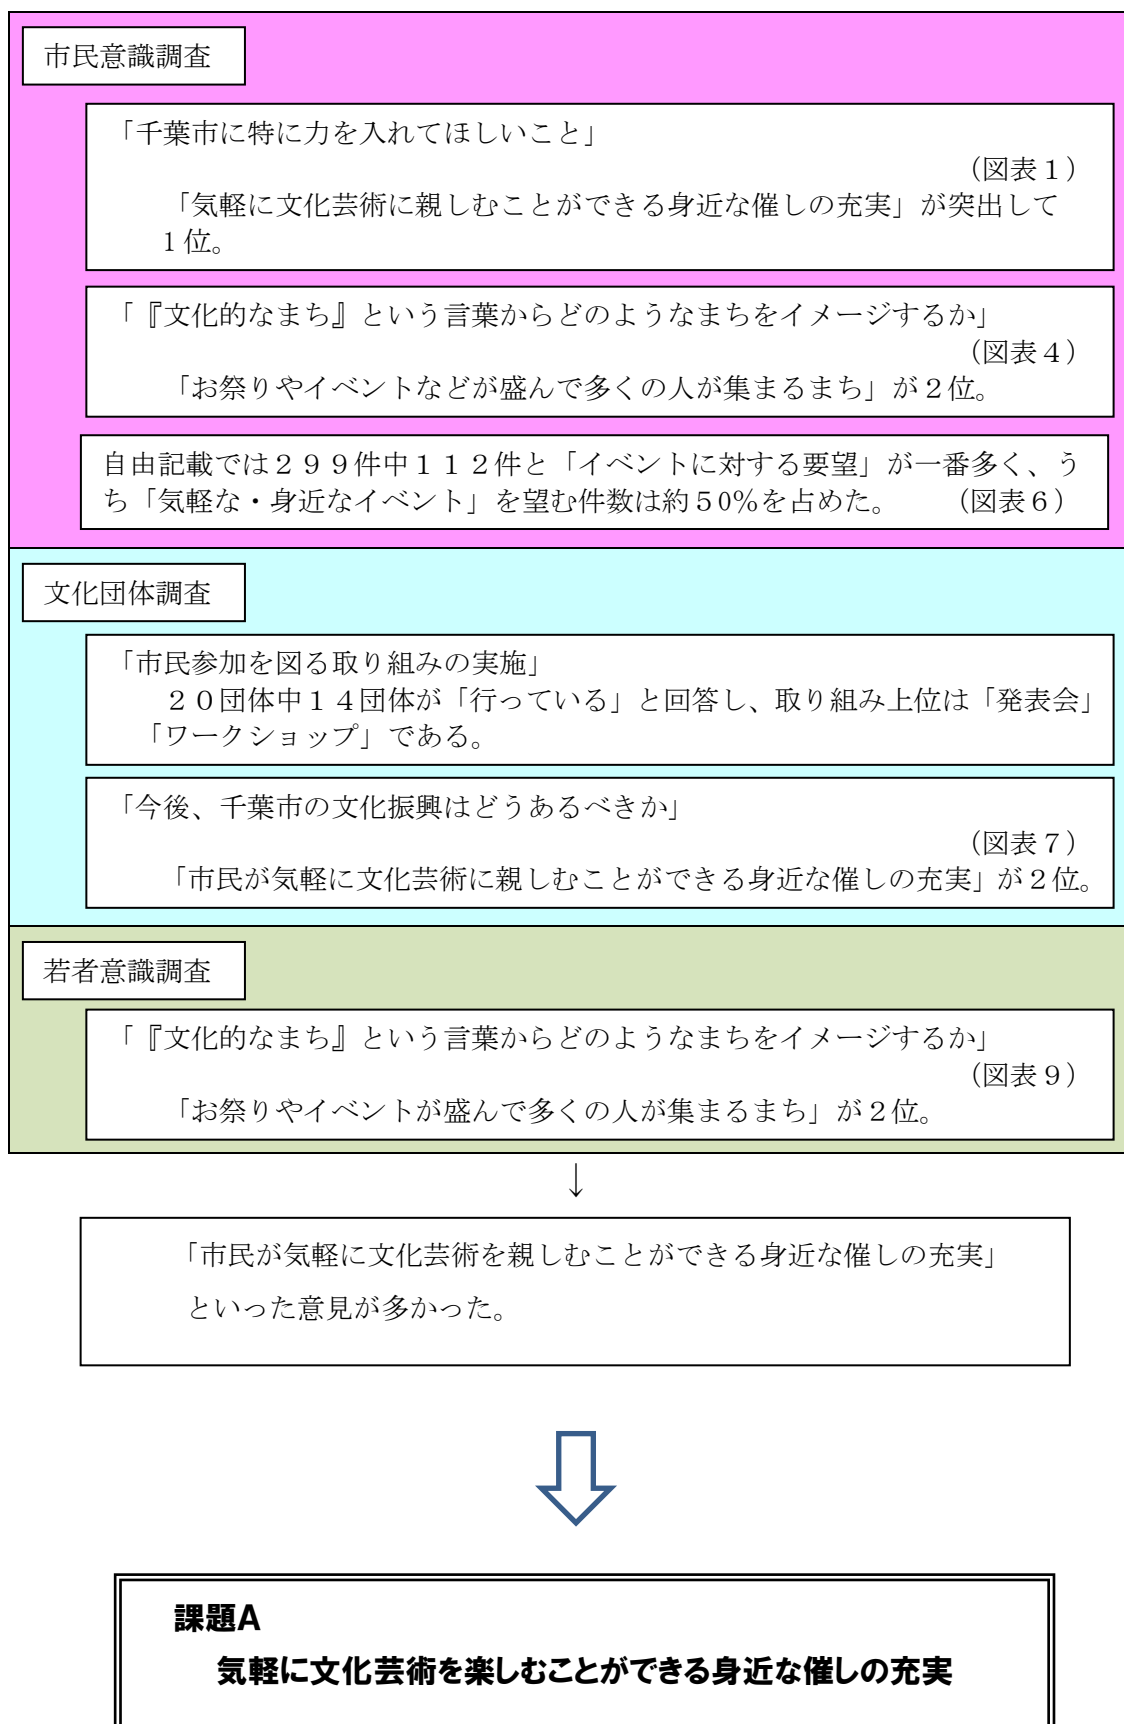 市民意識調査
「千葉市に特に力を入れてほしいこと」
（図表１）
「気軽に文化芸術に親しむことができる身近な催しの充実」が突出して
１位。
「『文化的なまち』という言葉からどのようなまちをイメージするか」
（図表４）
「お祭りやイベントなどが盛んで多くの人が集まるまち」が２位。
自由記載では２９９件中１１２件と「イベントに対する要望」が一番多く、う
ち「気軽な・身近なイベント」を望む件数は約５０％を占めた。　　（図表６）
文化団体調査
「市民参加を図る取り組みの実施」
２０団体中１４団体が「行っている」と回答し、取り組み上位は「発表会」
「ワークショップ」である。
「今後、千葉市の文化振興はどうあるべきか」
（図表７）
「市民が気軽に文化芸術に親しむことができる身近な催しの充実」が２位。
若者意識調査
「『文化的なまち』という言葉からどのようなまちをイメージするか」
（図表９）
「お祭りやイベントが盛んで多くの人が集まるまち」が２位。
↓
「市民が気軽に文化芸術を親しむことができる身近な催しの充実」
といった意見が多かった。
課題A
気軽に文化芸術を楽しむことができる身近な催しの充実